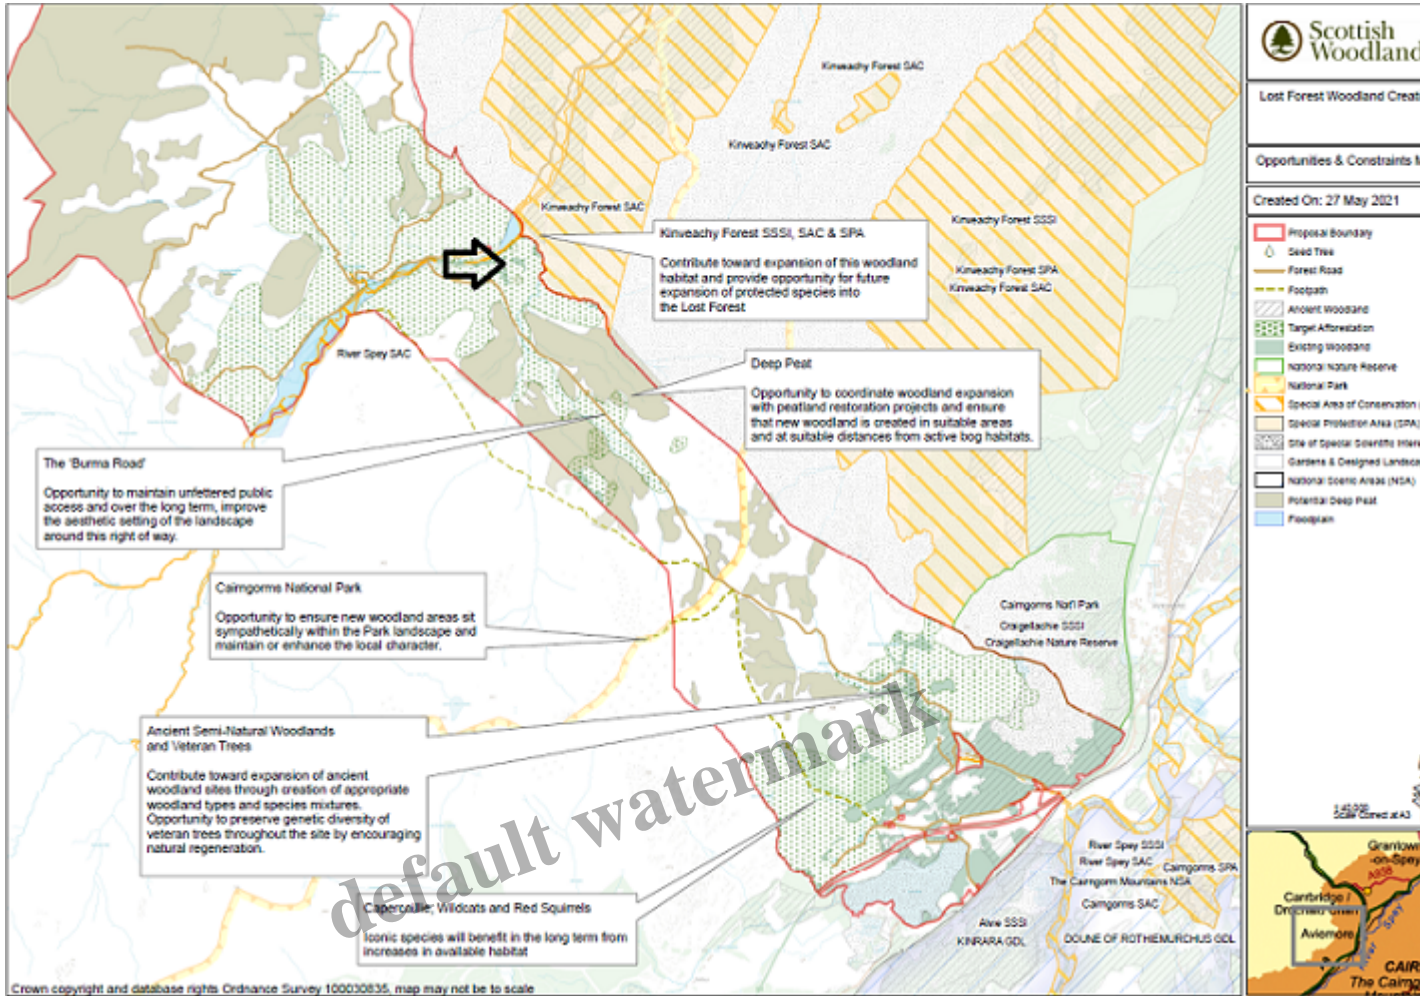 Scottish
Woodland
Lost Forest Woodland Creat
Opportunities & Constraints M
Created On: 27 May 2021
Proposal Boundary
Seed Tree
Forest Road
Footpath
Ancient Woodland
Target Afforestation
Existing Woodland
National Nature Reserve
National Park
Special Area of Conservation
Special Protection Area (SPA)
Site of Special Scientific Intere
Gardens & Designed Landsca
National Scenic Areas (NSA)
Potential Deep Peat
Floodplain
Kinveachy Forest SAC
Kinveachy Forest SAC
Kinveachy Forest SAC
Kinveachy Forest SSSI
Kinveachy Forest SPA
Kinveachy Forest SAC
Kinveachy Forest SSSI, SAC & SPA
Contribute toward expansion of this woodland
habitat and provide opportunity for future
expansion of protected species into
the Lost Forest
River Spey SAC
Deep Peat
Opportunity to coordinate woodland expansion
with peatland restoration projects and ensure
that new woodland is created in suitable areas
and at suitable distances from active bog habitats.
The 'Burma Road'
Opportunity to maintain unfettered public
access and over the long term, improve
the aesthetic setting of the landscape
around this right of way.
Cairngorms National Park
Opportunity to ensure new woodland areas sit
sympathetically within the Park landscape and
maintain or enhance the local character.
Cairngorms Nat'l Park
Craigellachie SSSI
Craigellachie Nature Reserve
Ancient Semi-Natural Woodlands
and Veteran Trees
Contribute toward expansion of ancient
woodland sites through creation of appropriate
woodland types and species mixtures.
Opportunity to preserve genetic diversity of
veteran trees throughout the site by encouraging
natural regeneration.
default watermark
Capercaillie, Wildcats and Red Squirrels
Iconic species will benefit in the long term from
increases in available habitat
River Spey SSSI
River Spey SAC
Cairngorms SPA
The Cairngorm Mountains NSA
Cairngorms SAC
Alvie SSSI
KINRARA GDL
DOUNE OF ROTHIEMURCHUS GDL
Scale Correct at A3
Grantown
-on-Spey
A938
Carrbridge /
Aviemore
Spey
CAIR
The Cairng
Crown copyright and database rights Ordnance Survey 100030835, map may not be to scale